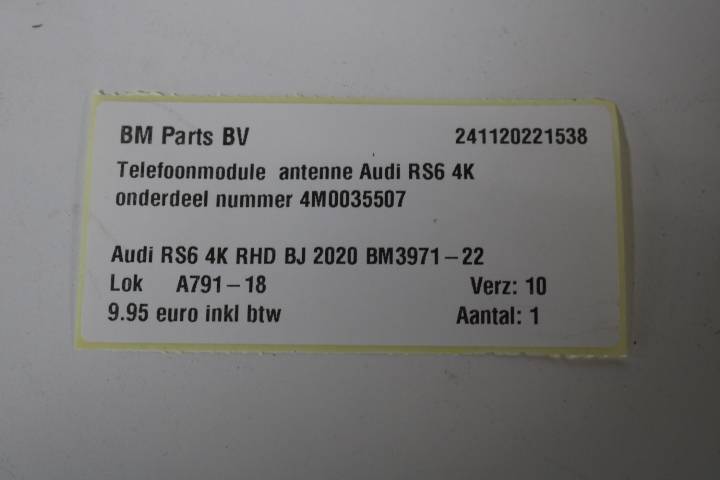 BM Parts BV 241120221538
Telefoonmodule antenne Audi RS6 4K
onderdeel nummer 4M0035507
Audi RS6 4K RHD BJ 2020 BM3971-22
Lok A791-18 Verz: 10
9.95 euro inkl btw Aantal: 1